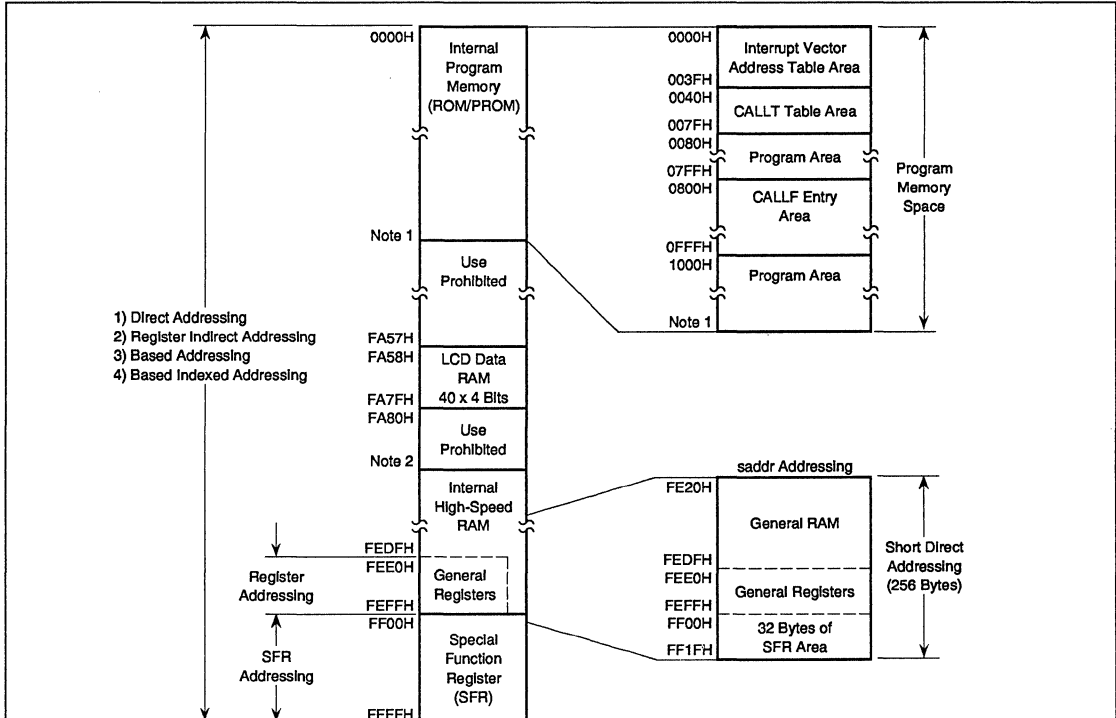 1) Direct Addressing
2) Register Indirect Addressing
3) Based Addressing
4) Based Indexed Addressing
Register
Addressing
SFR
Addressing
0000H
Internal
Program
Memory
(ROM/PROM)
Note 1
Use
Prohibited
FA57H
FA58H
LCD Data
RAM
40 x 4 Bits
FA7FH
FA80H
Use
Prohibited
Note 2
Internal
High-Speed
RAM
FEDFH
FEE0H
General
Registers
FEFFH
FF00H
Special
Function
Register
(SFR)
FFFFH
0000H
Interrupt Vector
Address Table Area
003FH
0040H
CALLT Table Area
007FH
0080H
Program Area
07FFH
0800H
CALLF Entry
Area
0FFFH
1000H
Program Area
Note 1
Program
Memory
Space
saddr Addressing
FE20H
General RAM
FEDFH
FEE0H
General Registers
FEFFH
FF00H
32 Bytes of
SFR Area
FF1FH
Short Direct
Addressing
(256 Bytes)